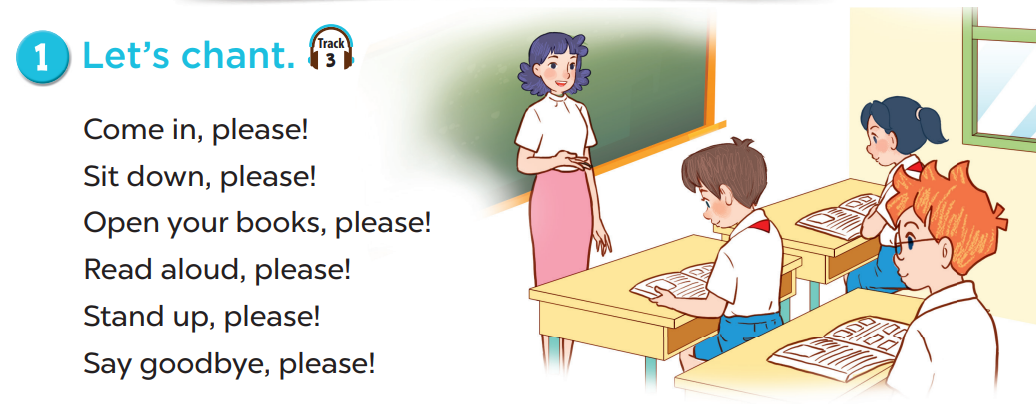 1 Let's chant. Track 3
Come in, please!
Sit down, please!
Open your books, please!
Read aloud, please!
Stand up, please!
Say goodbye, please!